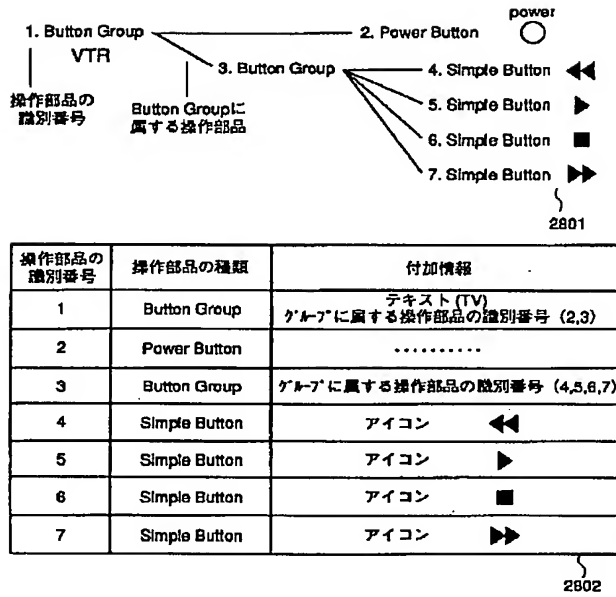 power
1. Button Group
VTR
2. Power Button
3. Button Group
4. Simple Button
5. Simple Button
6. Simple Button
7. Simple Button
操作部品の
識別番号
Button Groupに
属する操作部品
2801
操作部品の
識別番号
操作部品の種類
付加情報
1
Button Group
テキスト (TV)
グループに属する操作部品の識別番号 (2,3)
2
Power Button
‥‥‥‥‥
3
Button Group
グループに属する操作部品の識別番号 (4,5,6,7)
4
Simple Button
アイコン
5
Simple Button
アイコン
6
Simple Button
アイコン
7
Simple Button
アイコン
2802